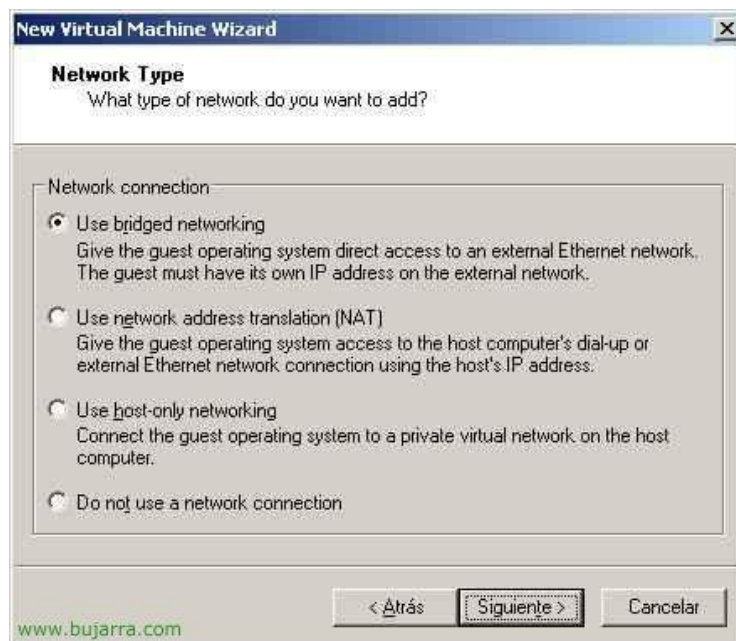 New Virtual Machine Wizard
Network Type
What type of network do you want to add?
Network connection
Use bridged networking
Give the guest operating system direct access to an external Ethernet network.
The guest must have its own IP address on the external network.
Use network address translation (NAT)
Give the guest operating system access to the host computer's dial-up or
external Ethernet network connection using the host's IP address.
Use host-only networking
Connect the guest operating system to a private virtual network on the host
computer.
Do not use a network connection
< Atrás Siguiente > Cancelar
www.bujarra.com